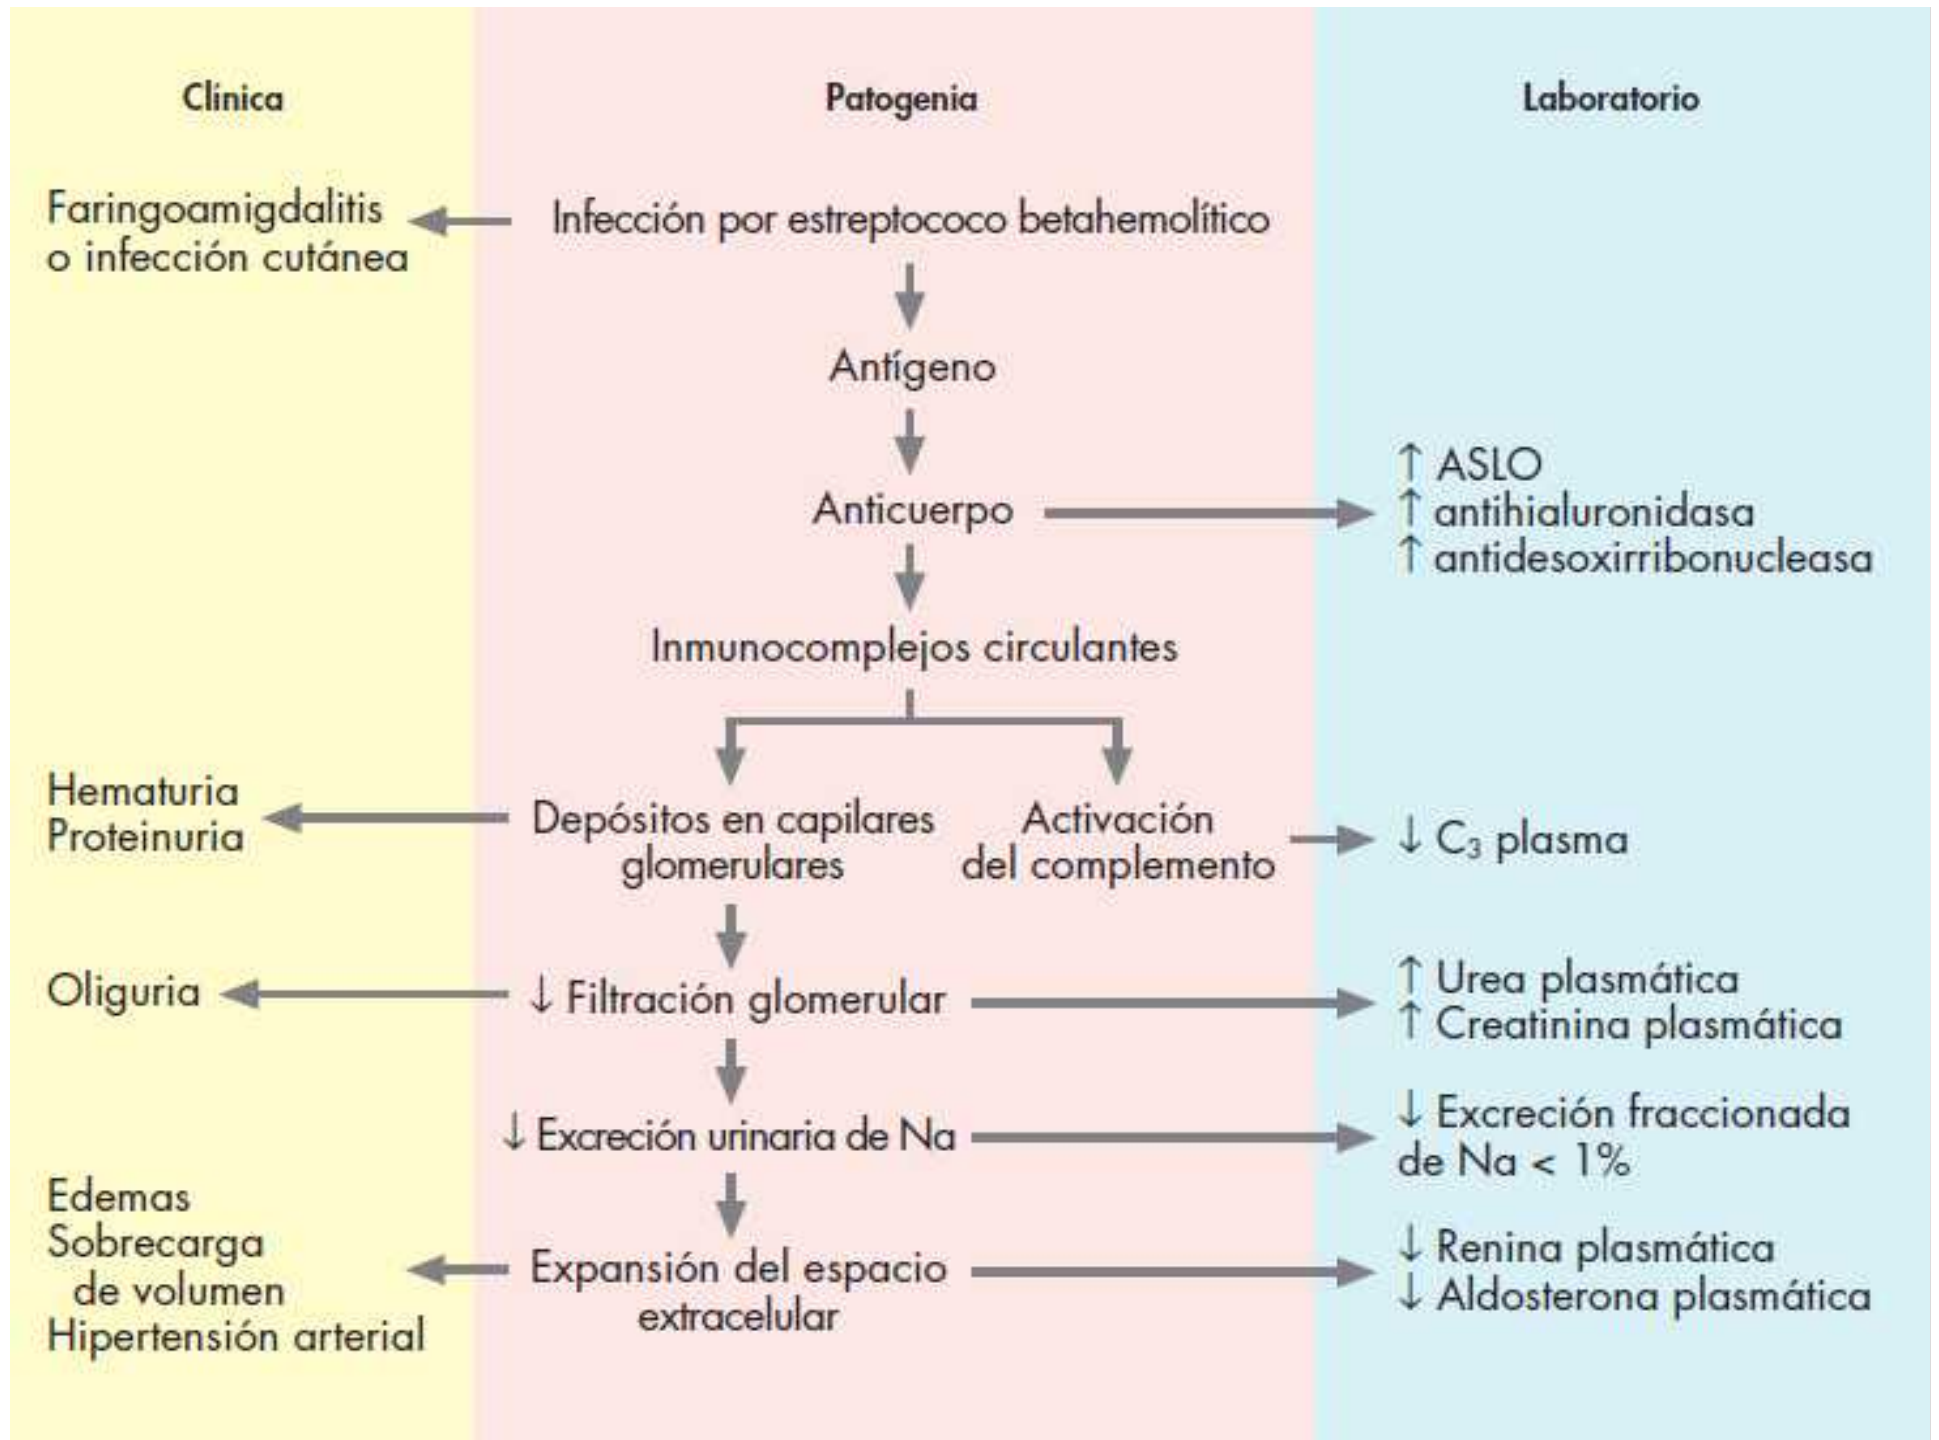 Clínica
Patogenia
Laboratorio
Faringoamigdalitis
o infección cutánea
Infección por estreptococo betahemolítico
Antígeno
Anticuerpo
↑ ASLO
↑ antihialuronidasa
↑ antidesoxirribonucleasa
Inmunocomplejos circulantes
Hematuria
Proteinuria
Depósitos en capilares
glomerulares
Activación
del complemento
↓ C₃ plasma
Oliguria
↓ Filtración glomerular
↑ Urea plasmática
↑ Creatinina plasmática
↓ Excreción urinaria de Na
↓ Excreción fraccionada
de Na < 1%
Edemas
Sobrecarga
de volumen
Hipertensión arterial
Expansión del espacio
extracelular
↓ Renina plasmática
↓ Aldosterona plasmática